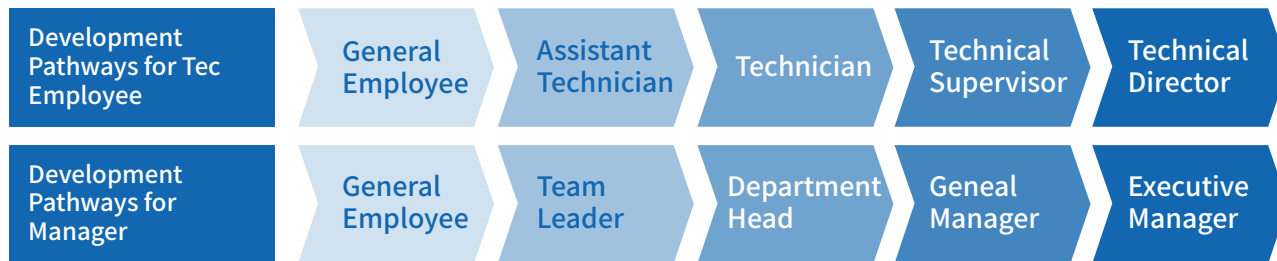 Development
Pathways for Tec
Employee
General
Employee
Assistant
Technician
Technician
Technical
Supervisor
Technical
Director
Development
Pathways for
Manager
General
Employee
Team
Leader
Department
Head
Geneal
Manager
Executive
Manager